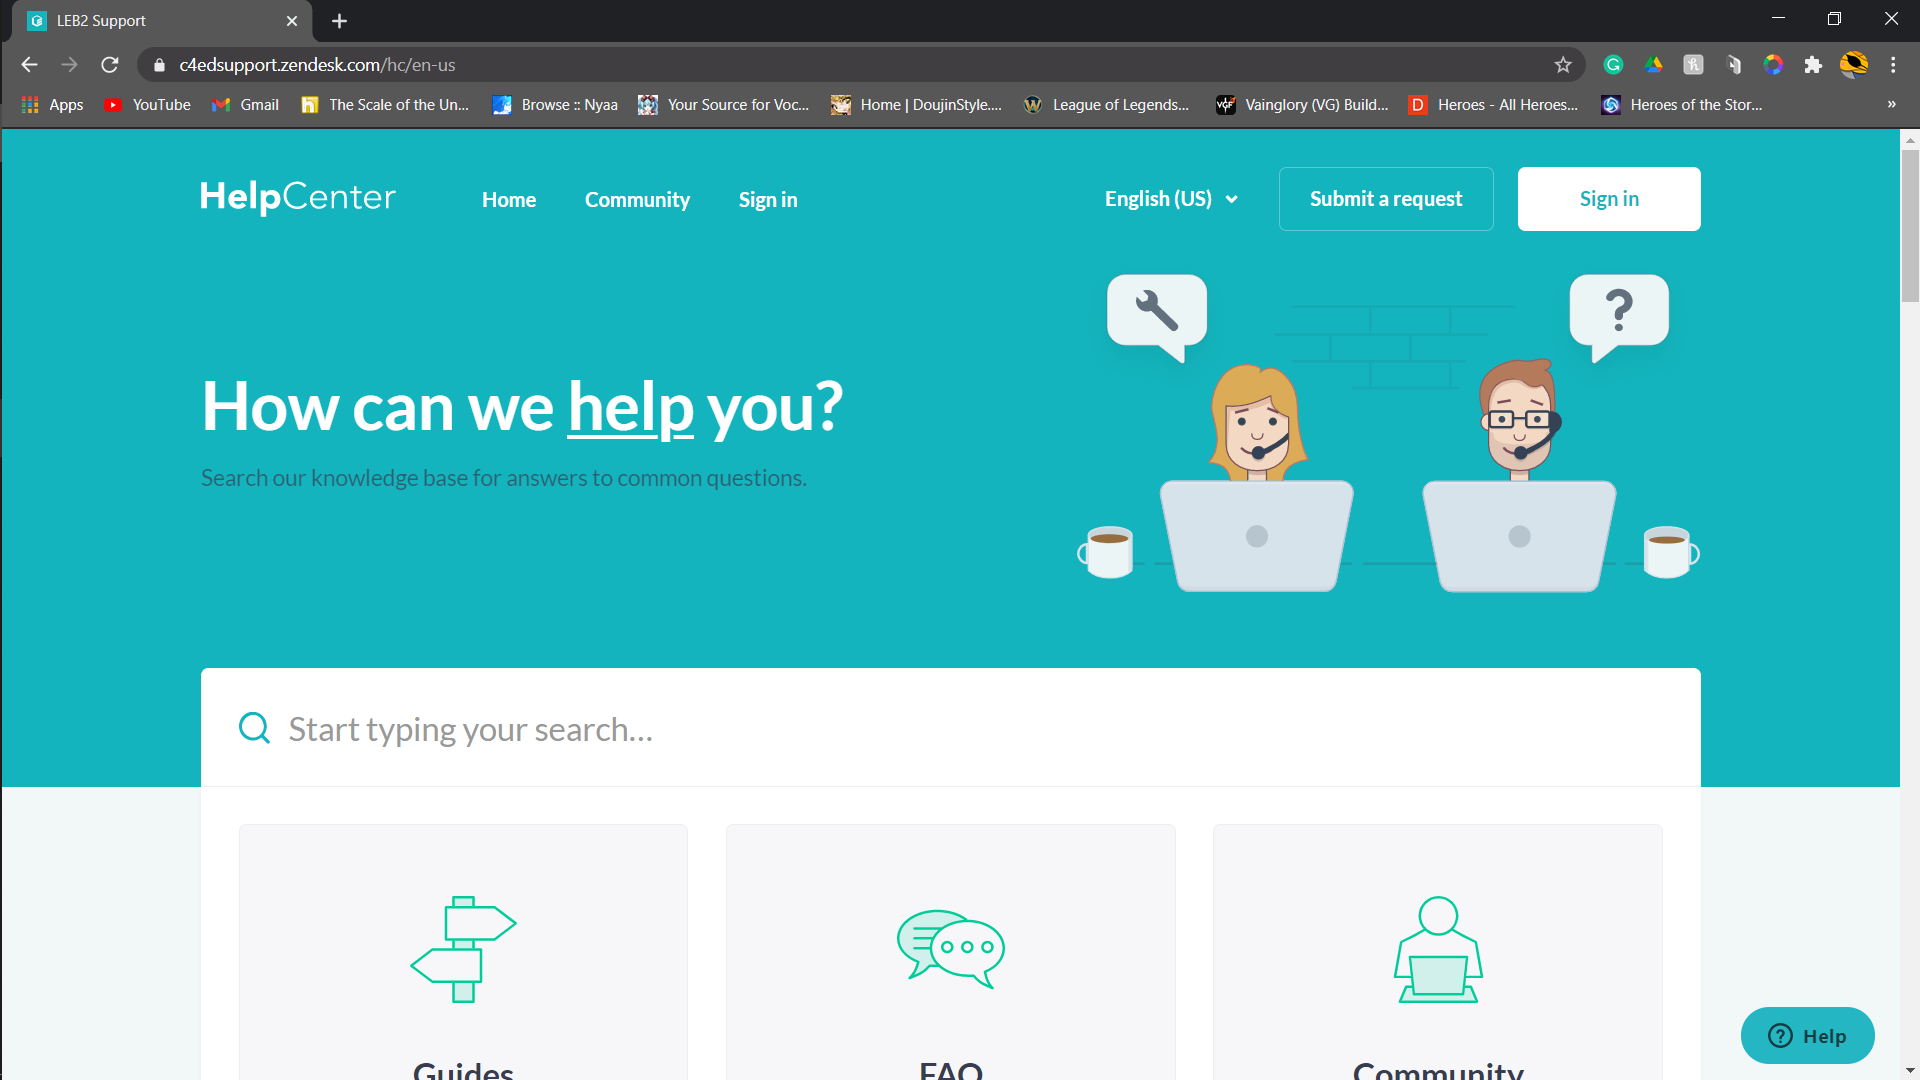 LEB2 Support
c4edsupport.zendesk.com/hc/en-us
Apps YouTube Gmail The Scale of the Un... Browse :: Nyaa Your Source for Voc... Home | DoujinStyle.... League of Legends... Vainglory (VG) Build... Heroes - All Heroes... Heroes of the Stor... »
HelpCenter Home Community Sign in English (US) Submit a request Sign in
How can we help you?
Search our knowledge base for answers to common questions.
Start typing your search...
Guides FAQ Community
Help